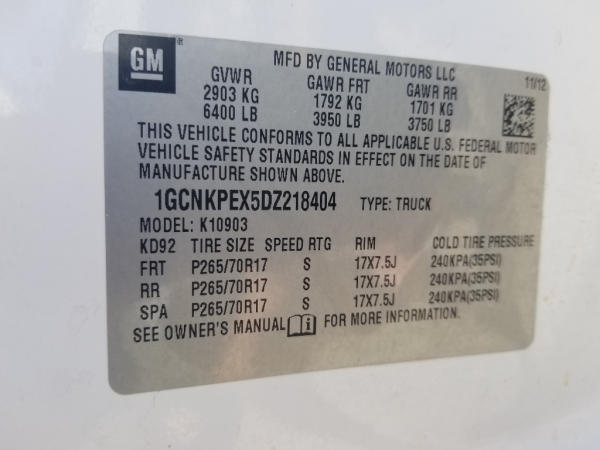 GM
MFD BY GENERAL MOTORS LLC
11/12
GVWR GAWR FRT GAWR RR
2903 KG 1792 KG 1701 KG
6400 LB 3950 LB 3750 LB
THIS VEHICLE CONFORMS TO ALL APPLICABLE U.S. FEDERAL MOTOR
VEHICLE SAFETY STANDARDS IN EFFECT ON THE DATE OF
MANUFACTURE SHOWN ABOVE.
1GCNKPEX5DZ218404 TYPE: TRUCK
MODEL: K10903
KD92 TIRE SIZE SPEED RTG RIM COLD TIRE PRESSURE
FRT P265/70R17 S 17X7.5J 240KPA(35PSI)
RR P265/70R17 S 17X7.5J 240KPA(35PSI)
SPA P265/70R17 S 17X7.5J 240KPA(35PSI)
SEE OWNER'S MANUAL FOR MORE INFORMATION.